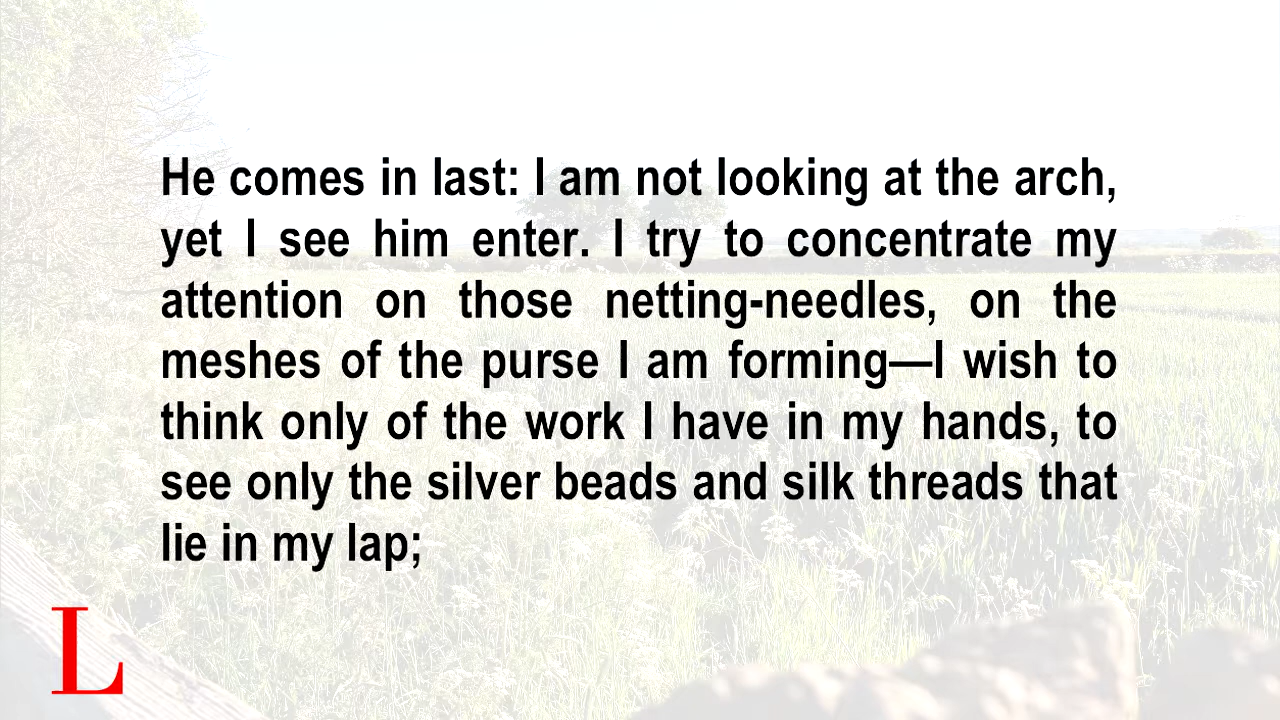 He comes in last: I am not looking at the arch,
yet I see him enter. I try to concentrate my
attention on those netting-needles, on the
meshes of the purse I am forming—I wish to
think only of the work I have in my hands, to
see only the silver beads and silk threads that
lie in my lap;
L